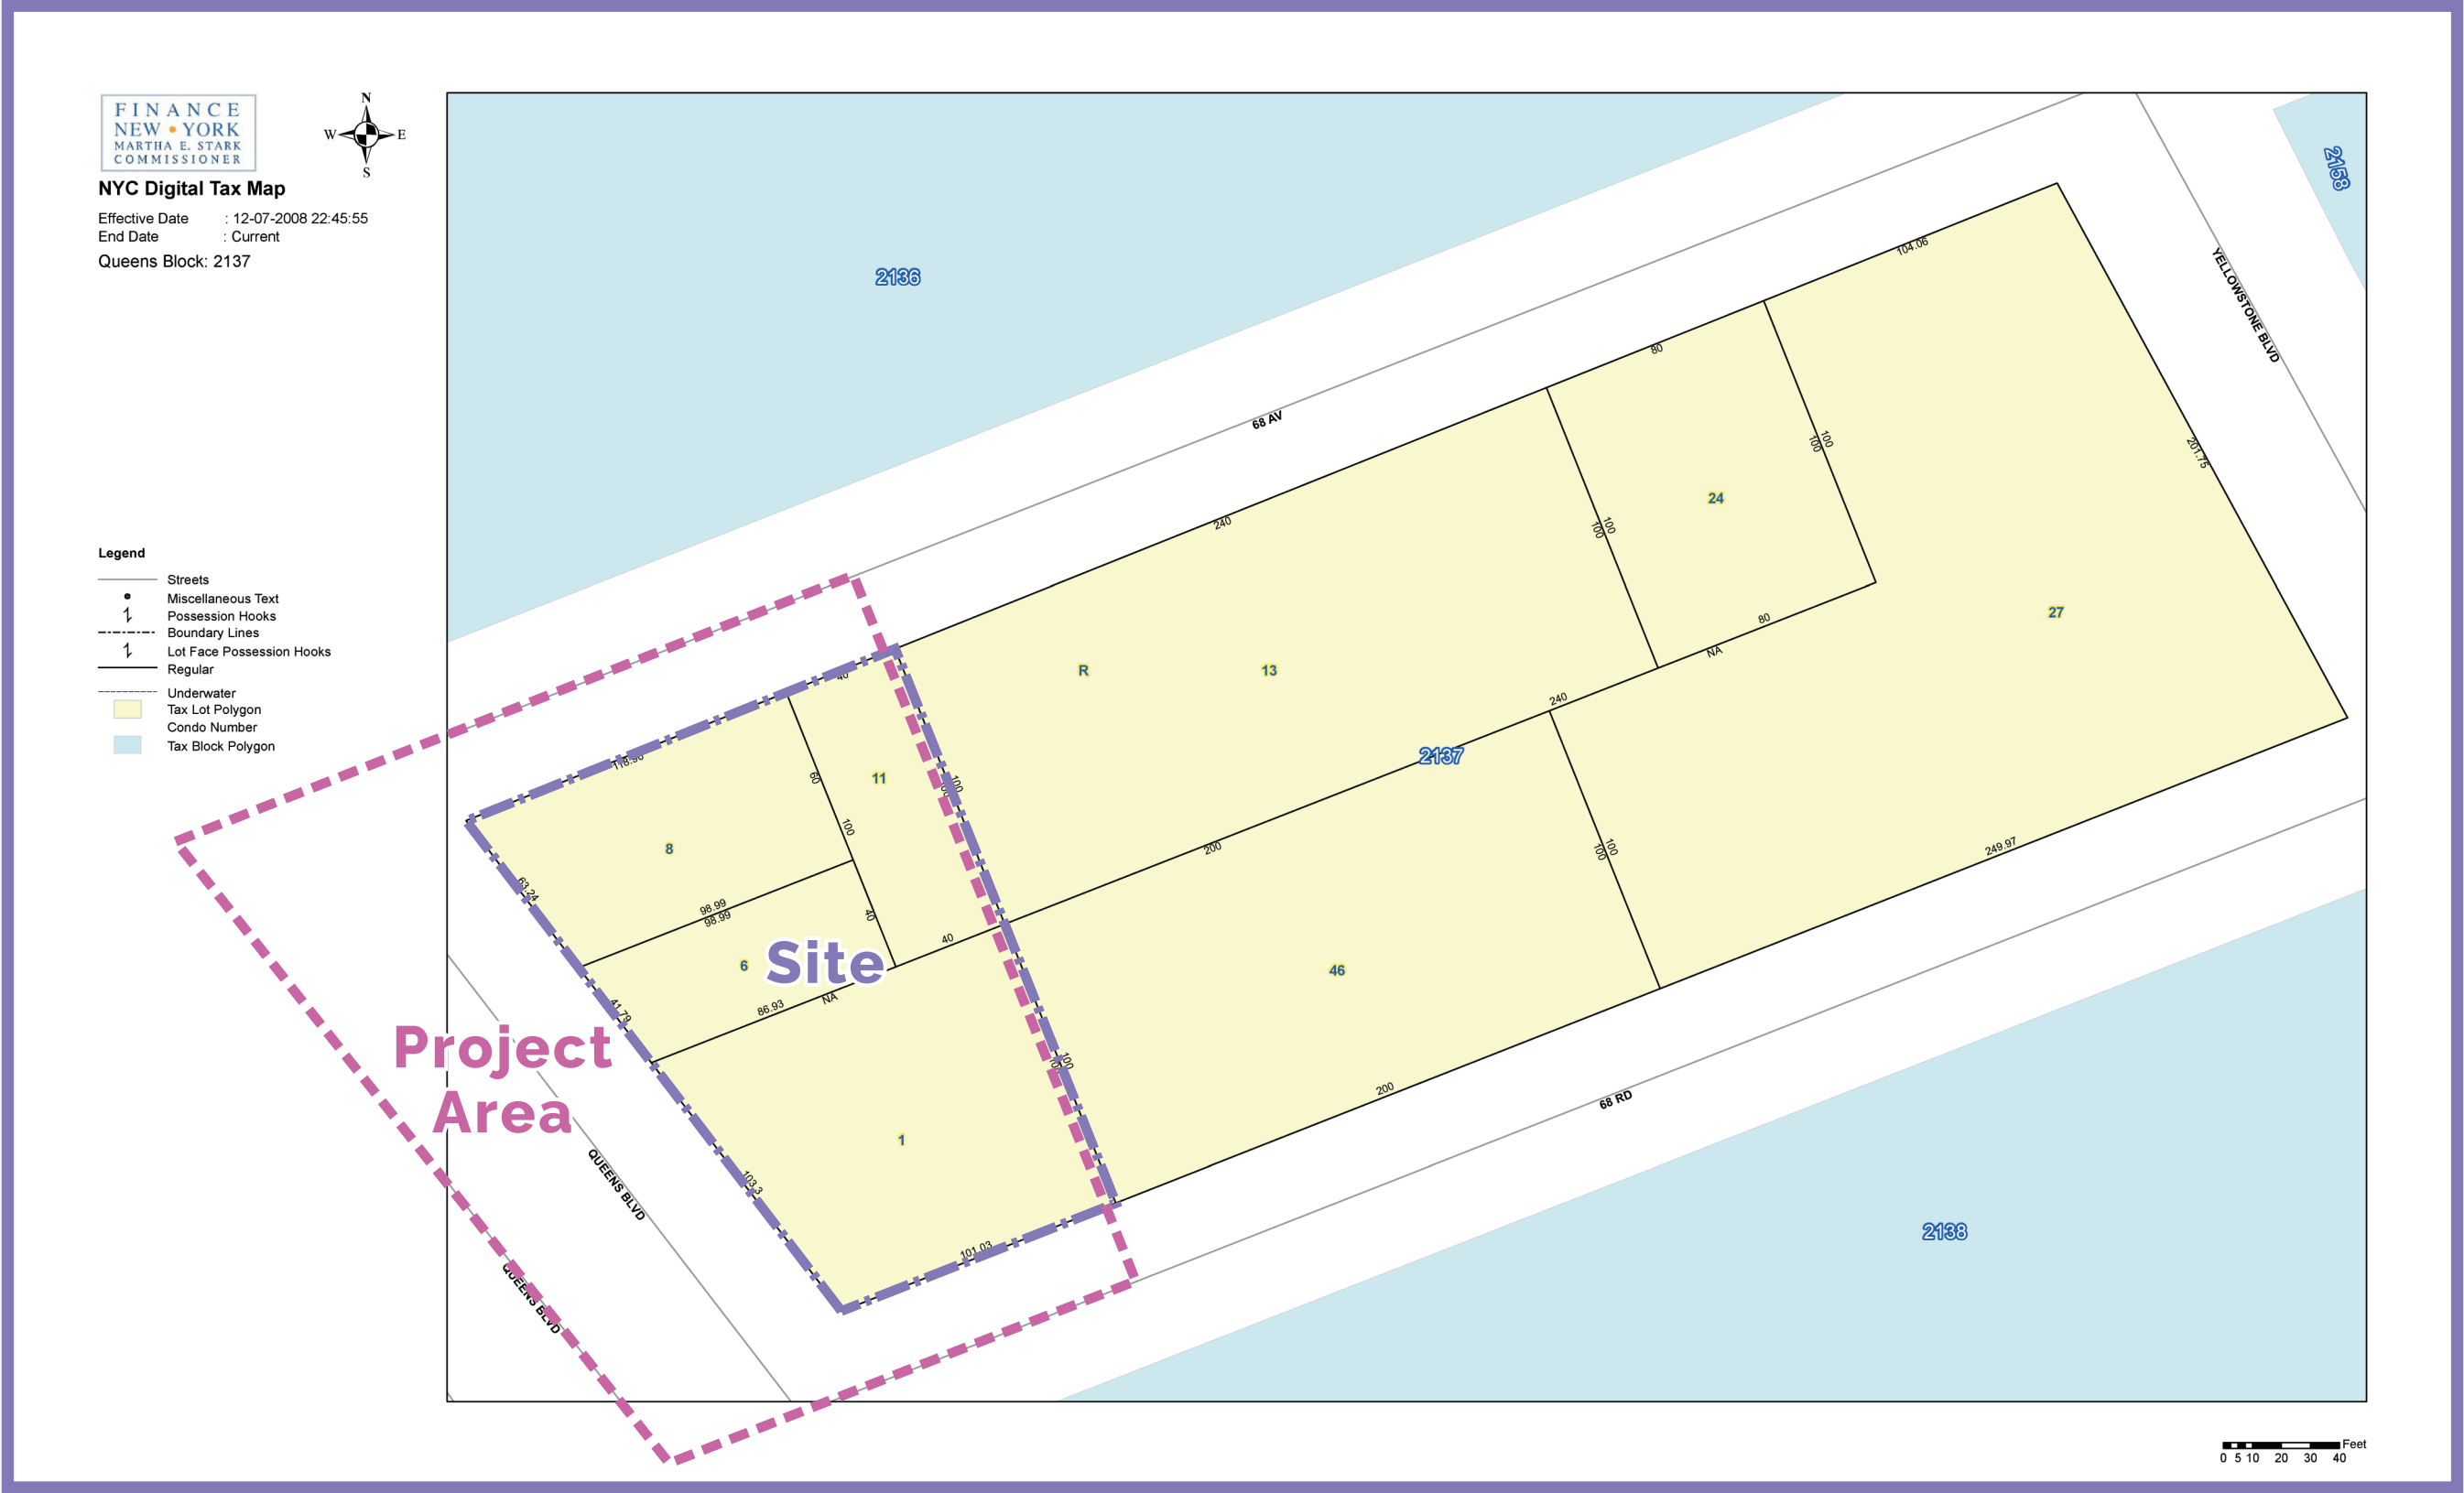 FINANCE
NEW • YORK
MARTHA E. STARK
COMMISSIONER
N
W E
S
NYC Digital Tax Map
Effective Date : 12-07-2008 22:45:55
End Date : Current
Queens Block: 2137
Legend
Streets
Miscellaneous Text
Possession Hooks
Boundary Lines
Lot Face Possession Hooks
Regular
Underwater
Tax Lot Polygon
Condo Number
Tax Block Polygon
2136
2158
YELLOWSTONE BLVD
104.06
80
68 AV
240
100
100
24
100
100
201.75
R
13
27
80
NA
240
2137
40
60
11
100
100
8
63.24
98.99
98.99
40
40
200
100
100
249.97
6
Site
86.93
NA
41.79
46
Project
Area
1
100
103.3
101.03
200
68 RD
QUEENS BLVD
QUEENS BLVD
2138
Feet
0 5 10 20 30 40